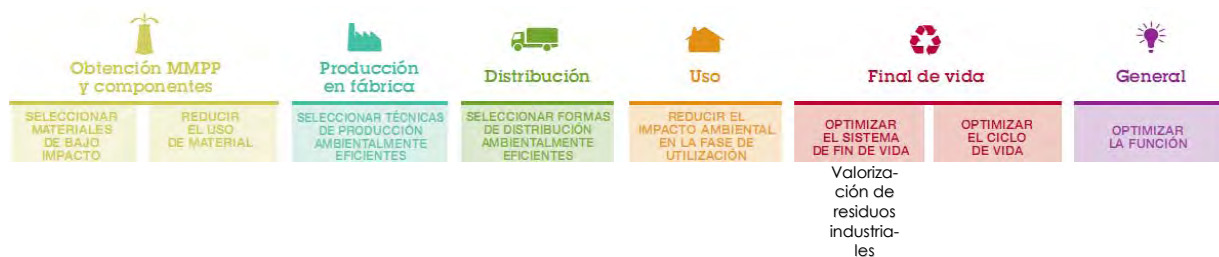 Obtención MMPP
y componentes
SELECCIONAR
MATERIALES
DE BAJO
IMPACTO
REDUCIR
EL USO
DE MATERIAL
Producción
en fábrica
SELECCIONAR TÉCNICAS
DE PRODUCCIÓN
AMBIENTALMENTE
EFICIENTES
Distribución
SELECCIONAR FORMAS
DE DISTRIBUCIÓN
AMBIENTALMENTE
EFICIENTES
Uso
REDUCIR EL
IMPACTO AMBIENTAL
EN LA FASE DE
UTILIZACIÓN
Final de vida
OPTIMIZAR
EL SISTEMA
DE FIN DE VIDA
Valoriza-
ción de
residuos
industria-
les
OPTIMIZAR
EL CICLO
DE VIDA
General
OPTIMIZAR
LA FUNCIÓN